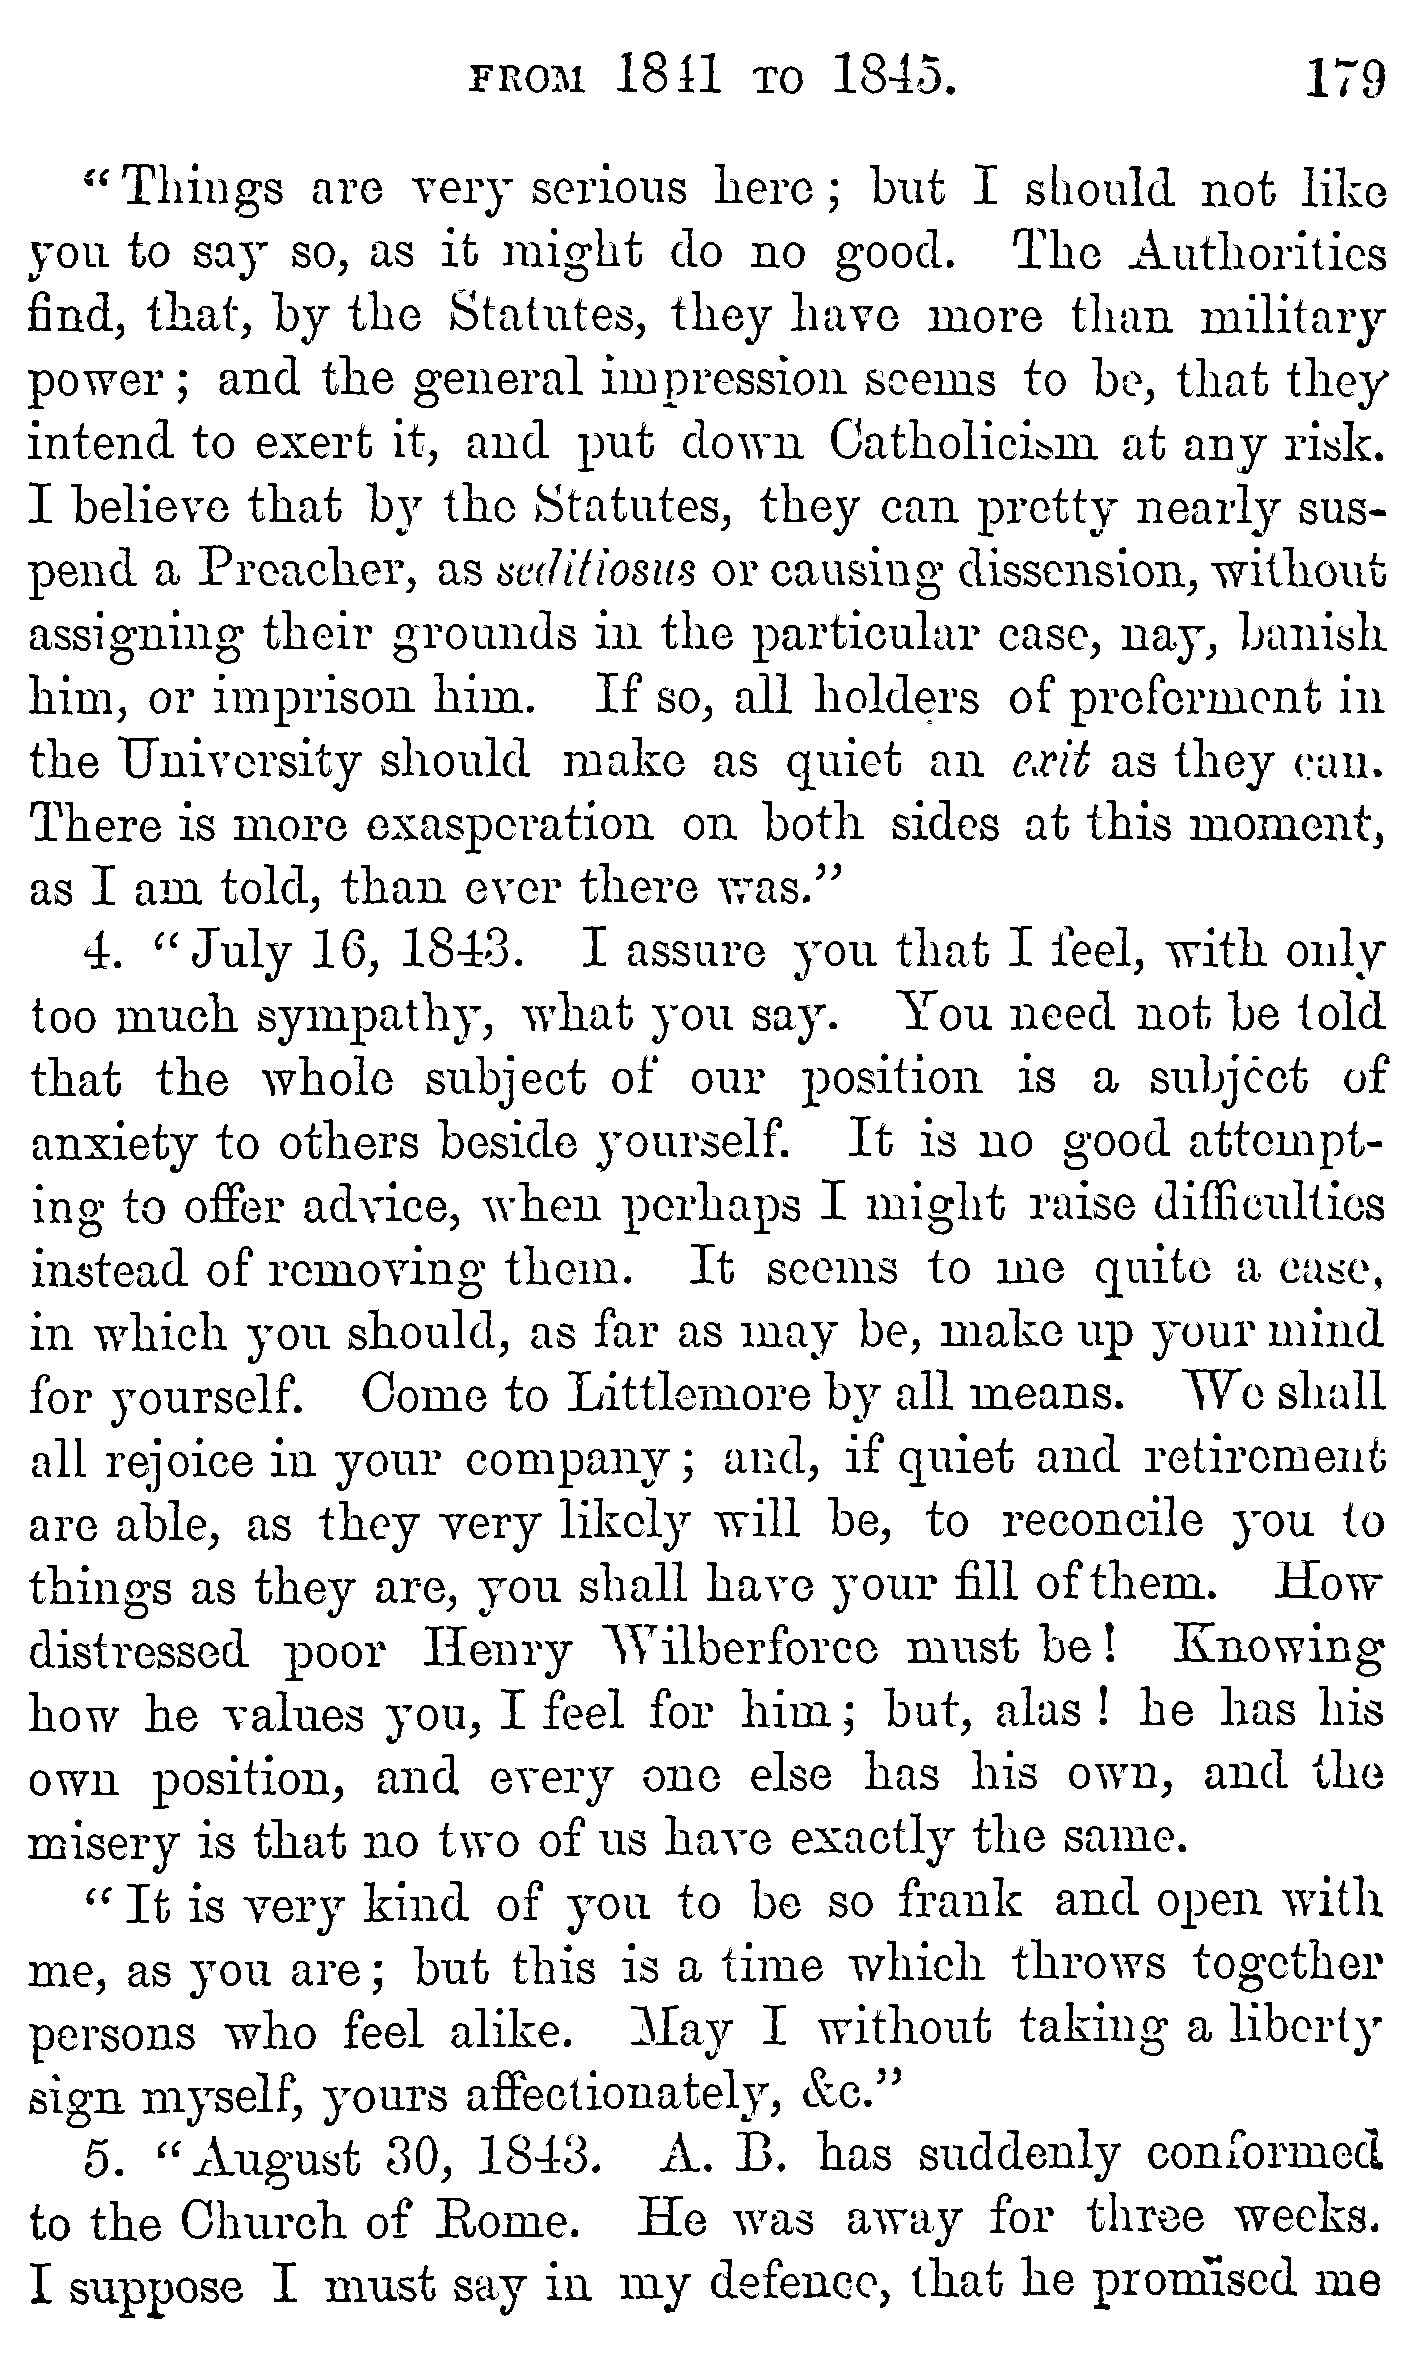 FROM 1841 TO 1845. 179
“Things are very serious here; but I should not like
you to say so, as it might do no good. The Authorities
find, that, by the Statutes, they have more than military
power; and the general impression seems to be, that they
intend to exert it, and put down Catholicism at any risk.
I believe that by the Statutes, they can pretty nearly sus-
pend a Preacher, as seditiosus or causing dissension, without
assigning their grounds in the particular case, nay, banish
him, or imprison him. If so, all holders of preferment in
the University should make as quiet an exit as they can.
There is more exasperation on both sides at this moment,
as I am told, than ever there was.”
4. “July 16, 1843. I assure you that I feel, with only
too much sympathy, what you say. You need not be told
that the whole subject of our position is a subject of
anxiety to others beside yourself. It is no good attempt-
ing to offer advice, when perhaps I might raise difficulties
instead of removing them. It seems to me quite a case,
in which you should, as far as may be, make up your mind
for yourself. Come to Littlemore by all means. We shall
all rejoice in your company; and, if quiet and retirement
are able, as they very likely will be, to reconcile you to
things as they are, you shall have your fill of them. How
distressed poor Henry Wilberforce must be! Knowing
how he values you, I feel for him; but, alas! he has his
own position, and every one else has his own, and the
misery is that no two of us have exactly the same.
“It is very kind of you to be so frank and open with
me, as you are; but this is a time which throws together
persons who feel alike. May I without taking a liberty
sign myself, yours affectionately, &c.”
5. “August 30, 1843. A. B. has suddenly conformed
to the Church of Rome. He was away for three weeks.
I suppose I must say in my defence, that he promised me